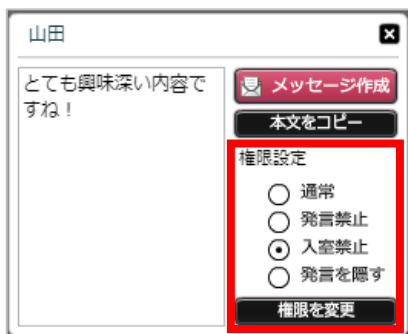 山田
とても興味深い内容で
すね！
メッセージ作成
本文をコピー
権限設定
通常
発言禁止
入室禁止
発言を隠す
権限を変更